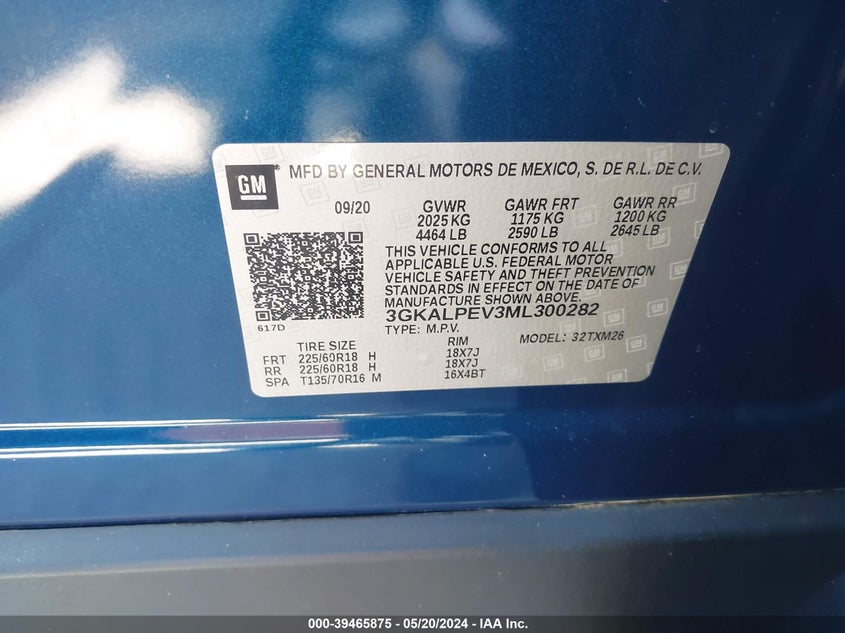 GM
MFD BY GENERAL MOTORS DE MEXICO, S. DE R.L. DE C.V.
09/20 GVWR GAWR FRT GAWR RR
2025 KG 1175 KG 1200 KG
4464 LB 2590 LB 2645 LB
THIS VEHICLE CONFORMS TO ALL
APPLICABLE U.S. FEDERAL MOTOR
VEHICLE SAFETY AND THEFT PREVENTION
STANDARDS IN EFFECT ON THE DATE OF
MANUFACTURE SHOWN ABOVE.
3GKALPEV3ML300282
617D
TYPE: M.P.V. MODEL: 32TXM26
TIRE SIZE RIM
FRT 225/60R18 H 18X7J
RR 225/60R18 H 18X7J
SPA T135/70R16 M 16X4BT
000-39465875 - 05/20/2024 - IAA Inc.